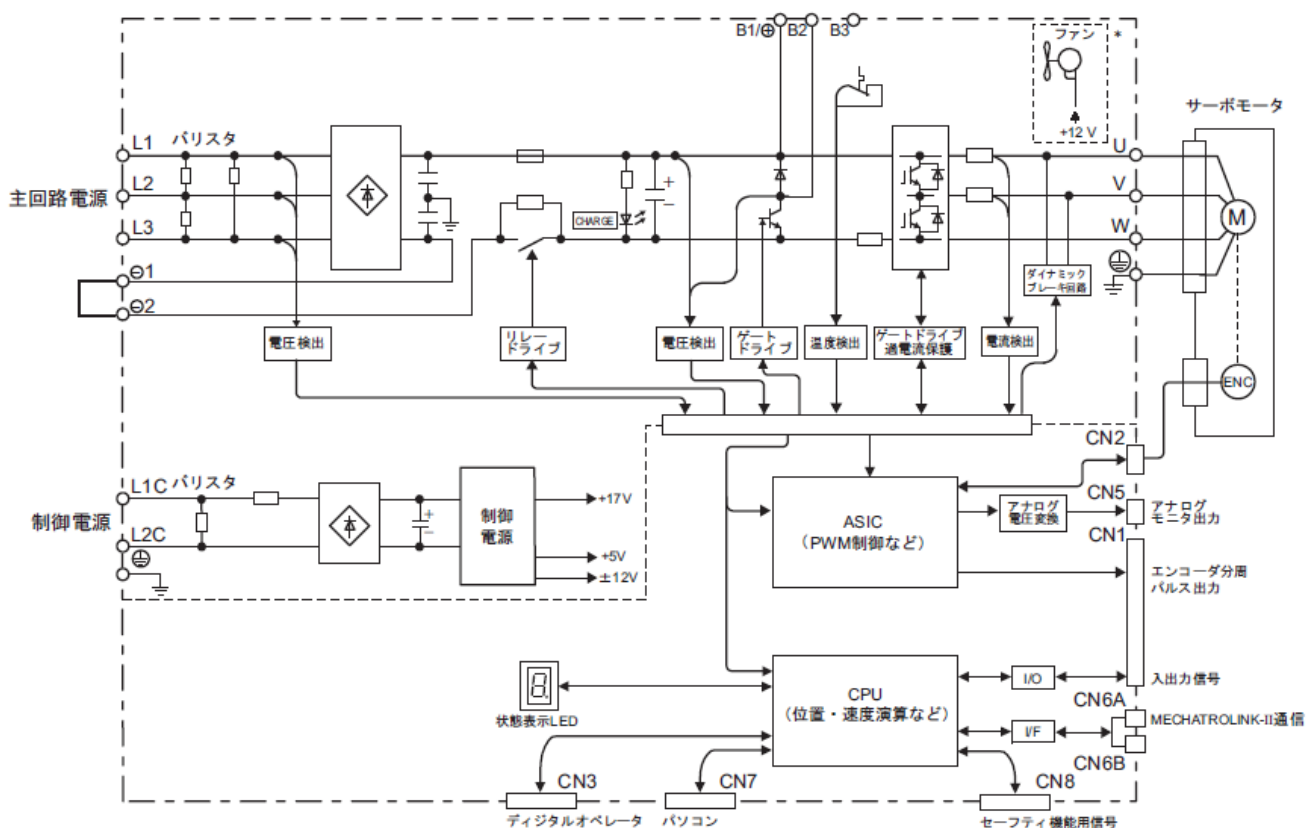 B1/⊕ B2 B3
ファン *
+12 V
サーボモータ
L1 バリスタ
U
主回路電源
L2
V
L3
CHARGE
+
−
W
M
⊖1
ダイナミック
ブレーキ回路
⊖2
電圧検出
リレー
ドライブ
電圧検出
ゲート
ドライブ
温度検出
ゲートドライブ
過電流保護
電流検出
ENC
CN2
L1C バリスタ
+17V
制御電源
+
−
制御
電源
L2C
+5V
±12V
ASIC
(PWM制御など)
アナログ
電圧変換
CN5
アナログ
モニタ出力
CN1
エンコーダ分周
パルス出力
状態表示LED
CPU
(位置・速度演算など)
I/O
入出力信号
CN6A
I/F
MECHATROLINK-II通信
CN6B
CN3
CN7
CN8
ディジタルオペレータ
パソコン
セーフティ機能用信号